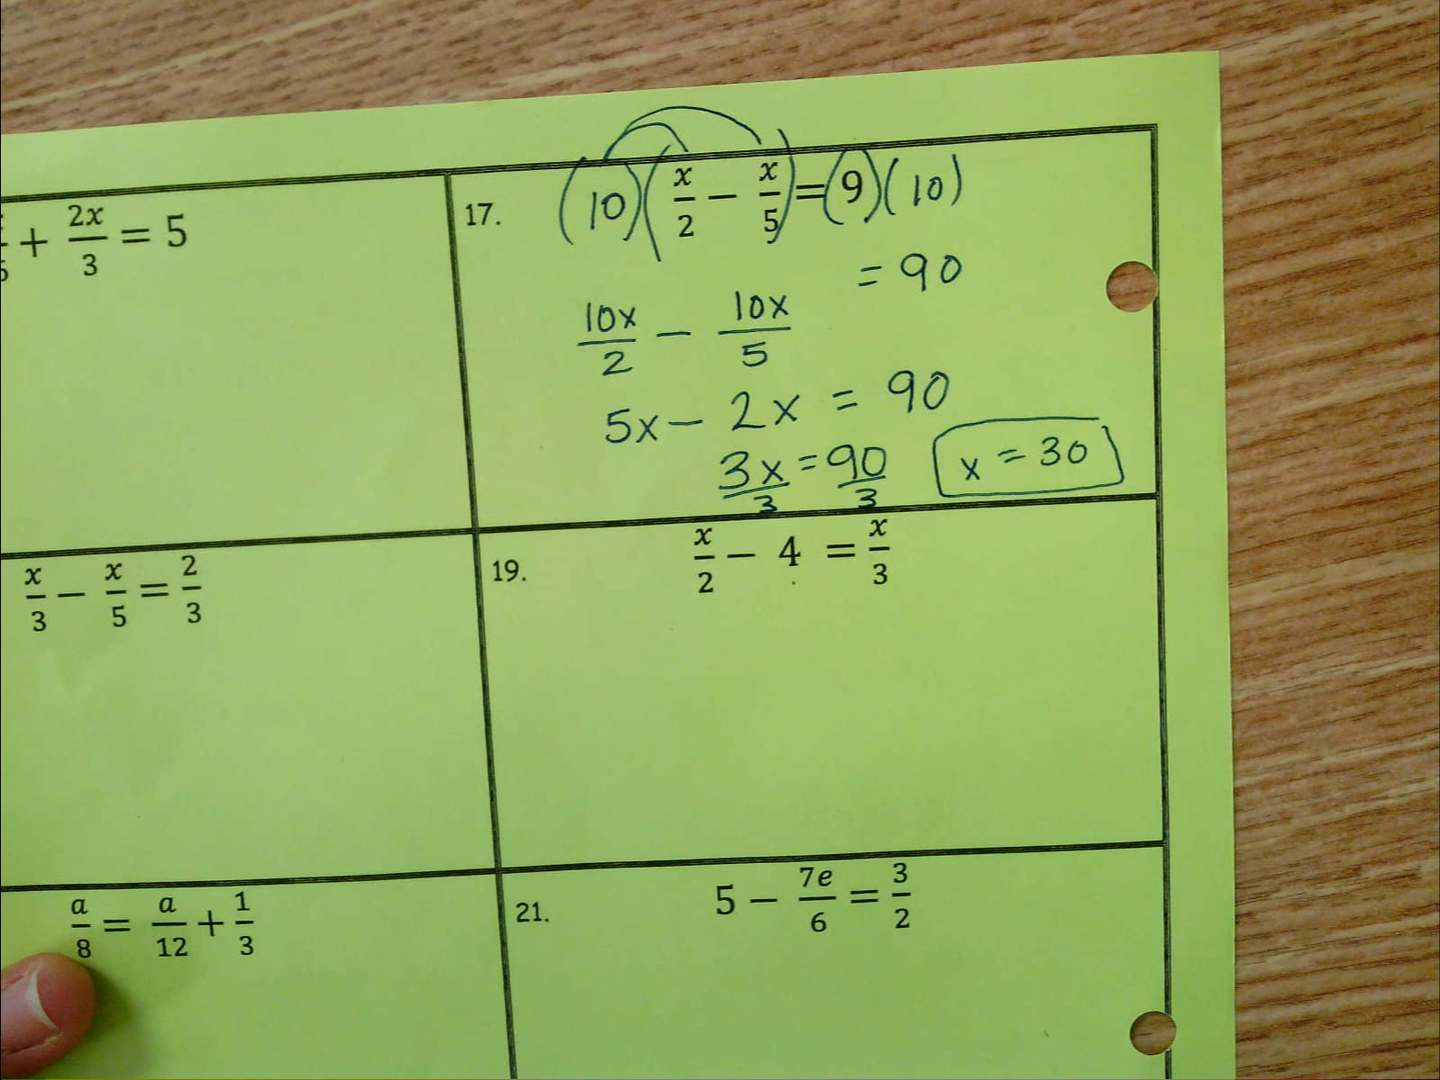 + 2x/3 = 5
17. (10)(x/2 − x/5) = (9)(10)
= 90
10x/2 − 10x/5
5x − 2x = 90
3x/3 = 90/3
x = 30
x/3 − x/5 = 2/3
19. x/2 − 4 = x/3
a/8 = a/12 + 1/3
21. 5 − 7e/6 = 3/2